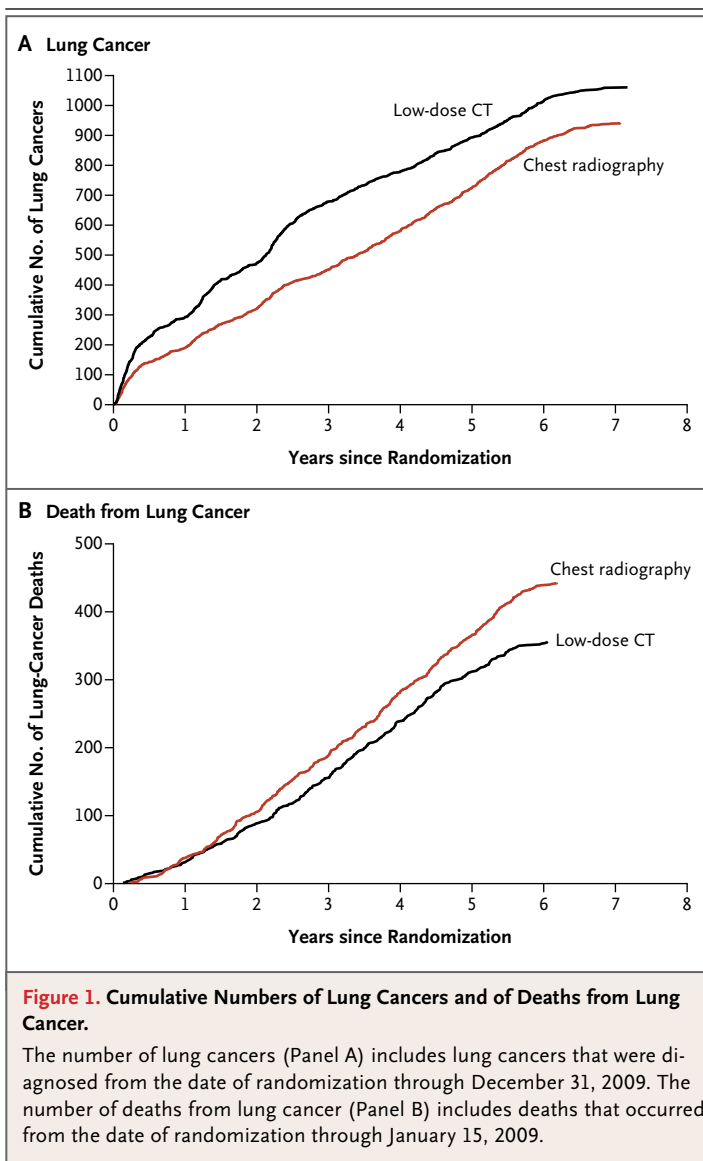 A Lung Cancer
1100
1000
900
800
700
600
500
400
300
200
100
0
Cumulative No. of Lung Cancers
Low-dose CT
Chest radiography
0 1 2 3 4 5 6 7 8
Years since Randomization
B Death from Lung Cancer
500
400
300
200
100
0
Cumulative No. of Lung-Cancer Deaths
Chest radiography
Low-dose CT
0 1 2 3 4 5 6 7 8
Years since Randomization
Figure 1. Cumulative Numbers of Lung Cancers and of Deaths from Lung
Cancer.
The number of lung cancers (Panel A) includes lung cancers that were di-
agnosed from the date of randomization through December 31, 2009. The
number of deaths from lung cancer (Panel B) includes deaths that occurred
from the date of randomization through January 15, 2009.